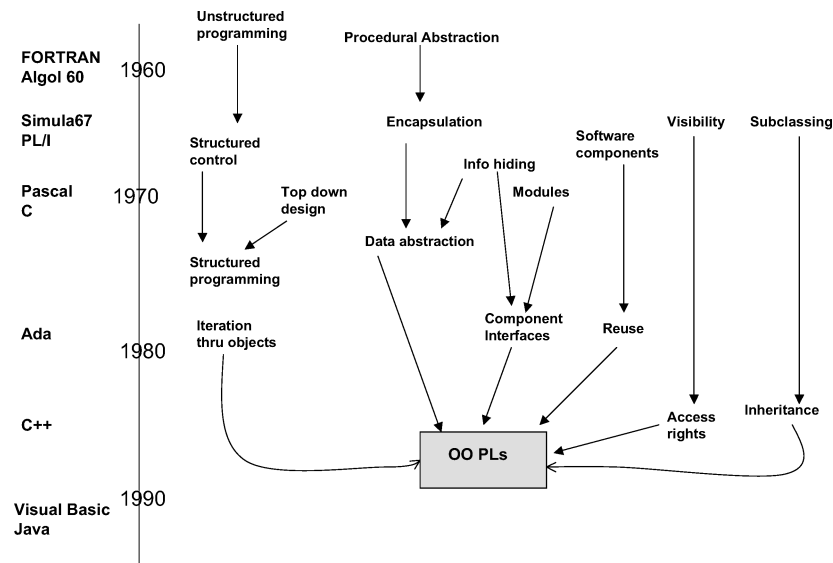 Unstructured
programming
Procedural Abstraction
FORTRAN
Algol 60
1960
Simula67
PL/I
Encapsulation
Visibility
Subclassing
Structured
control
Software
components
Info hiding
Pascal
C
1970
Top down
design
Modules
Data abstraction
Structured
programming
Iteration
thru objects
Component
Interfaces
Reuse
Ada
1980
C++
Access
rights
Inheritance
OO PLs
1990
Visual Basic
Java